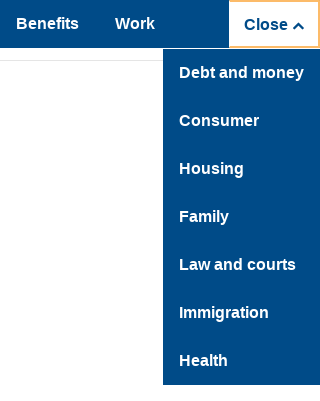 Benefits Work Close
Debt and money
Consumer
Housing
Family
Law and courts
Immigration
Health